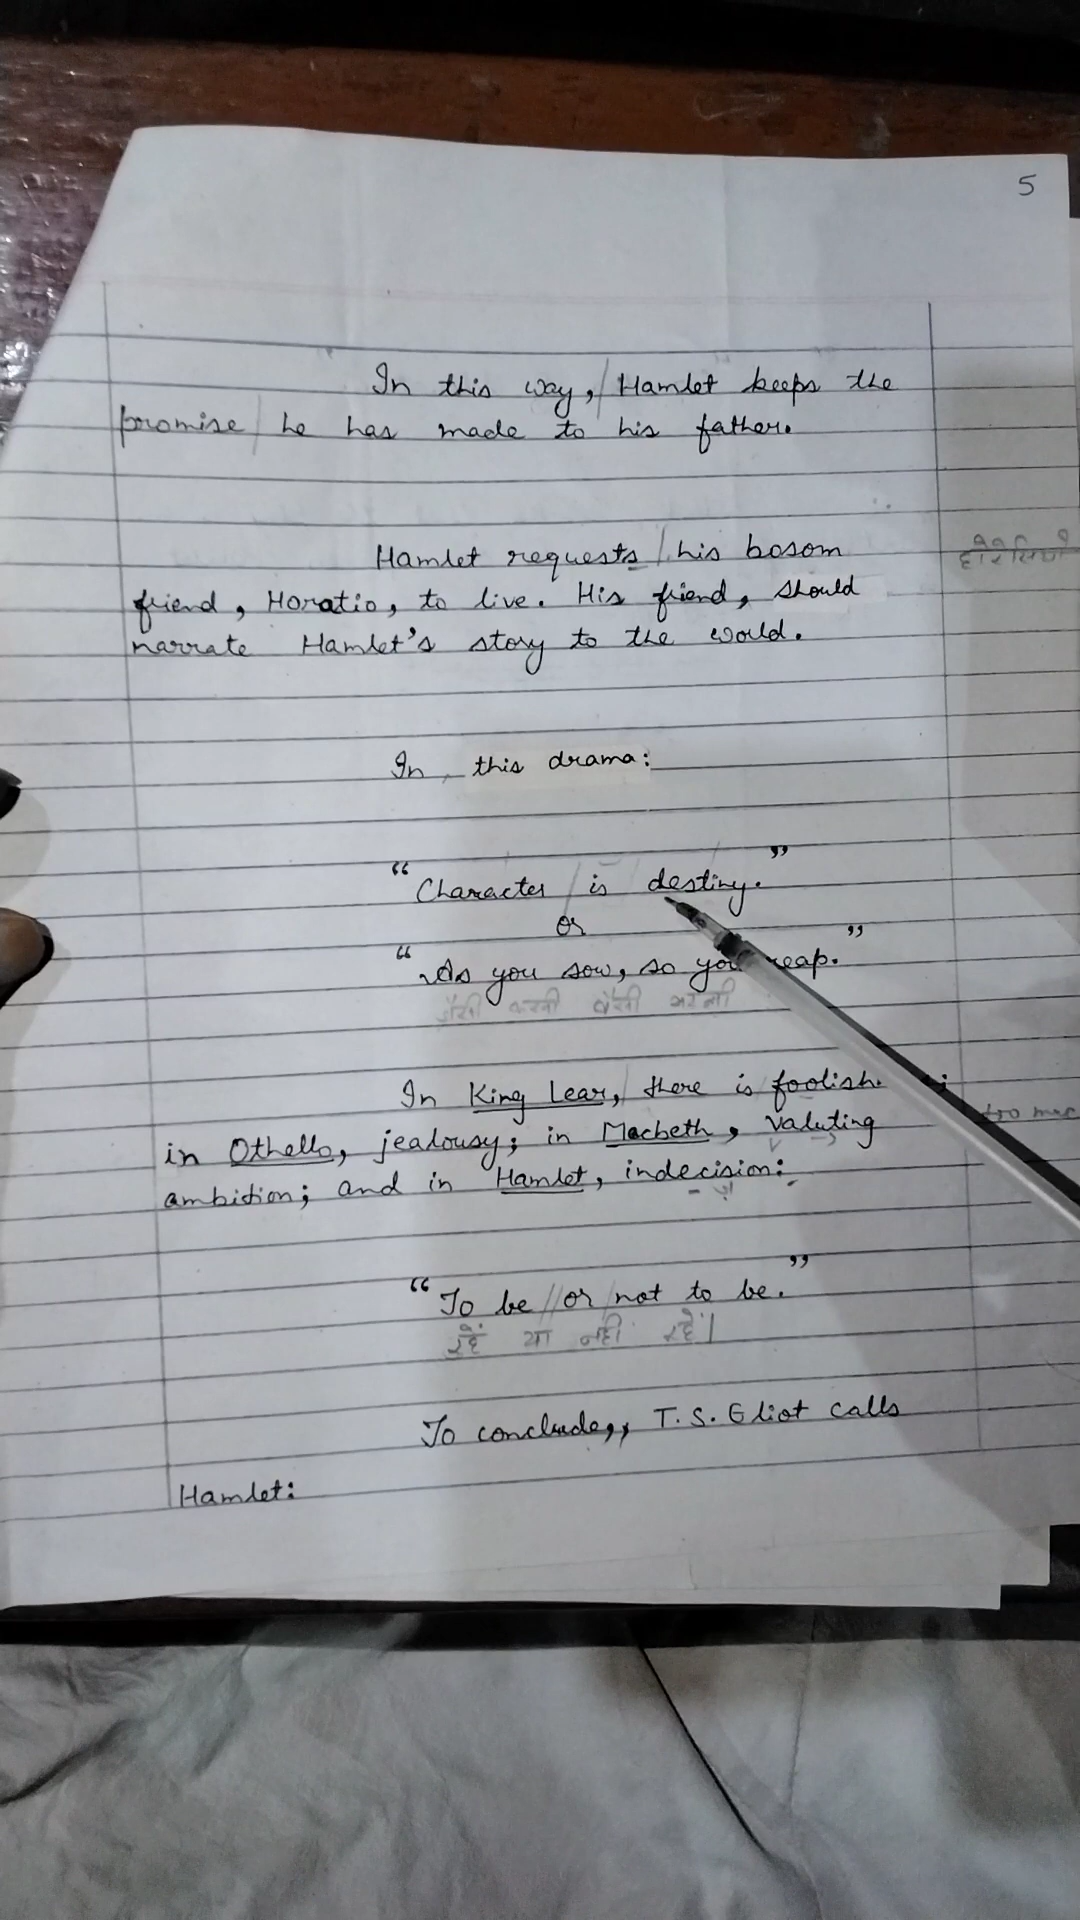 5
In this way, Hamlet keeps the
promise he has made to his father.
Hamlet requests his bosom
friend, Horatio, to live. His friend, should
narrate Hamlet's story to the world.
होरेशियो
In this drama:
"Character is destiny."
or
"As you sow, so you reap."
जैसी करनी वैसी भरनी
In King Lear, there is foolish
in Othello, jealousy; in Macbeth, valuting
ambition; and in Hamlet, indecision:
"To be or not to be."
रहें या नहीं रहें।
To conclude,, T. S. Eliot calls
Hamlet: